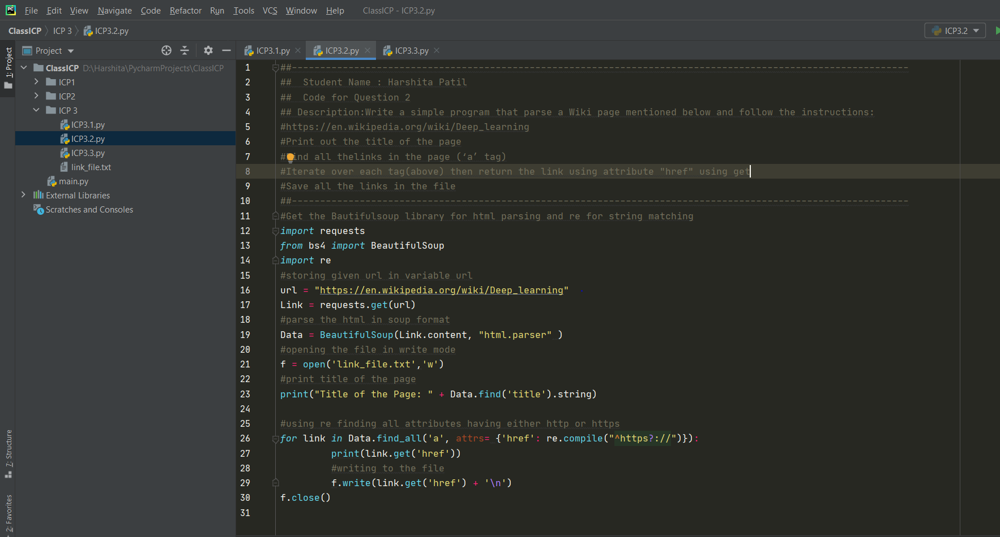 PC File Edit View Navigate Code Refactor Run Tools VCS Window Help ClassICP - ICP3.2.py
ClassICP ICP 3 ICP3.2.py ICP3.2
1: Project
Project
ClassICP D:\Harshita\PycharmProjects\ClassICP
ICP1
ICP2
ICP 3
ICP3.1.py
ICP3.2.py
ICP3.3.py
link_file.txt
main.py
External Libraries
Scratches and Consoles
7: Structure
2: Favorites
ICP3.1.py ICP3.2.py ICP3.3.py
1 ##-------------------------------------------------------------------------------------------------------------
2 ##  Student Name : Harshita Patil
3 ##  Code for Question 2
4 ## Description:Write a simple program that parse a Wiki page mentioned below and follow the instructions:
5 #https://en.wikipedia.org/wiki/Deep_learning
6 #Print out the title of the page
7 #ind all thelinks in the page (‘a’ tag)
8 #Iterate over each tag(above) then return the link using attribute "href" using get
9 #Save all the links in the file
10 ##-------------------------------------------------------------------------------------------------------------
11 #Get the Bautifulsoup library for html parsing and re for string matching
12 import requests
13 from bs4 import BeautifulSoup
14 import re
15 #storing given url in variable url
16 url = "https://en.wikipedia.org/wiki/Deep_learning"
17 Link = requests.get(url)
18 #parse the html in soup format
19 Data = BeautifulSoup(Link.content, "html.parser" )
20 #opening the file in write mode
21 f = open('link_file.txt','w')
22 #print title of the page
23 print("Title of the Page: " + Data.find('title').string)
24
25 #using re finding all attributes having either http or https
26 for link in Data.find_all('a', attrs= {'href': re.compile("^https?://")}):
27         print(link.get('href'))
28         #writing to the file
29         f.write(link.get('href') + '\n')
30 f.close()
31